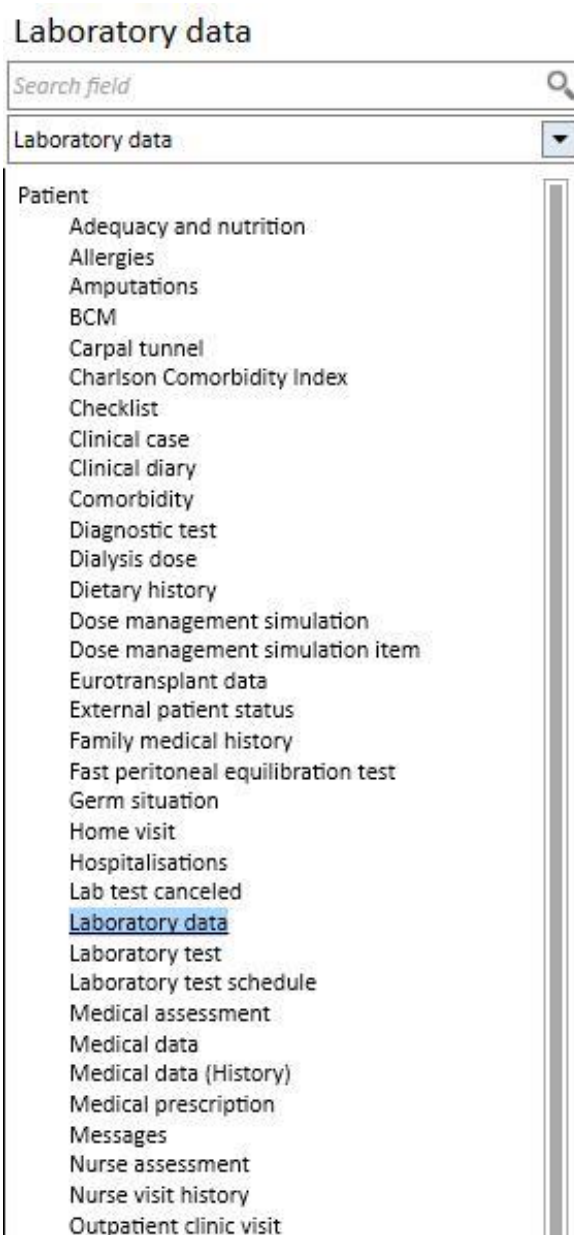 Laboratory data
Search field
Laboratory data
Patient
Adequacy and nutrition
Allergies
Amputations
BCM
Carpal tunnel
Charlson Comorbidity Index
Checklist
Clinical case
Clinical diary
Comorbidity
Diagnostic test
Dialysis dose
Dietary history
Dose management simulation
Dose management simulation item
Eurotransplant data
External patient status
Family medical history
Fast peritoneal equilibration test
Germ situation
Home visit
Hospitalisations
Lab test canceled
Laboratory data
Laboratory test
Laboratory test schedule
Medical assessment
Medical data
Medical data (History)
Medical prescription
Messages
Nurse assessment
Nurse visit history
Outpatient clinic visit